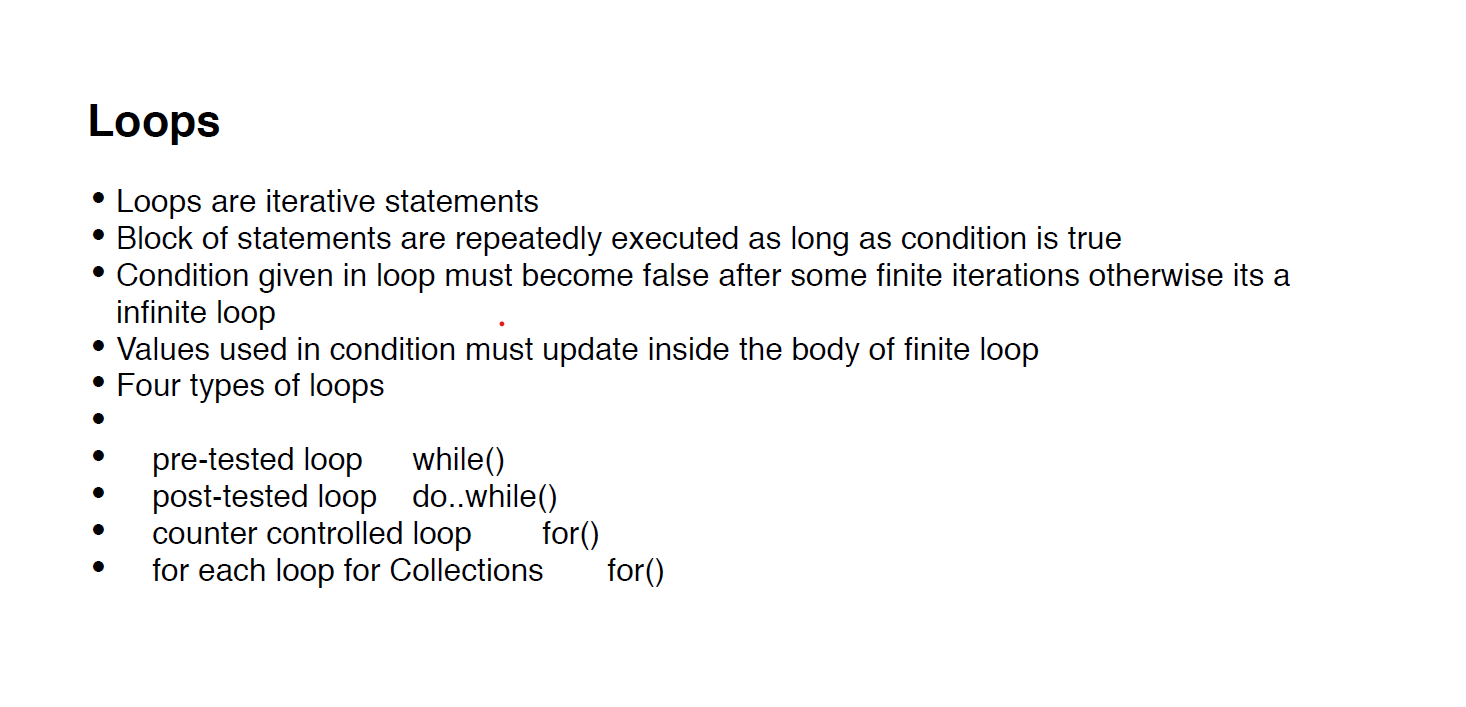 Loops
• Loops are iterative statements
• Block of statements are repeatedly executed as long as condition is true
• Condition given in loop must become false after some finite iterations otherwise its a
infinite loop
• Values used in condition must update inside the body of finite loop
• Four types of loops
•
• pre-tested loop while()
• post-tested loop do..while()
• counter controlled loop for()
• for each loop for Collections for()